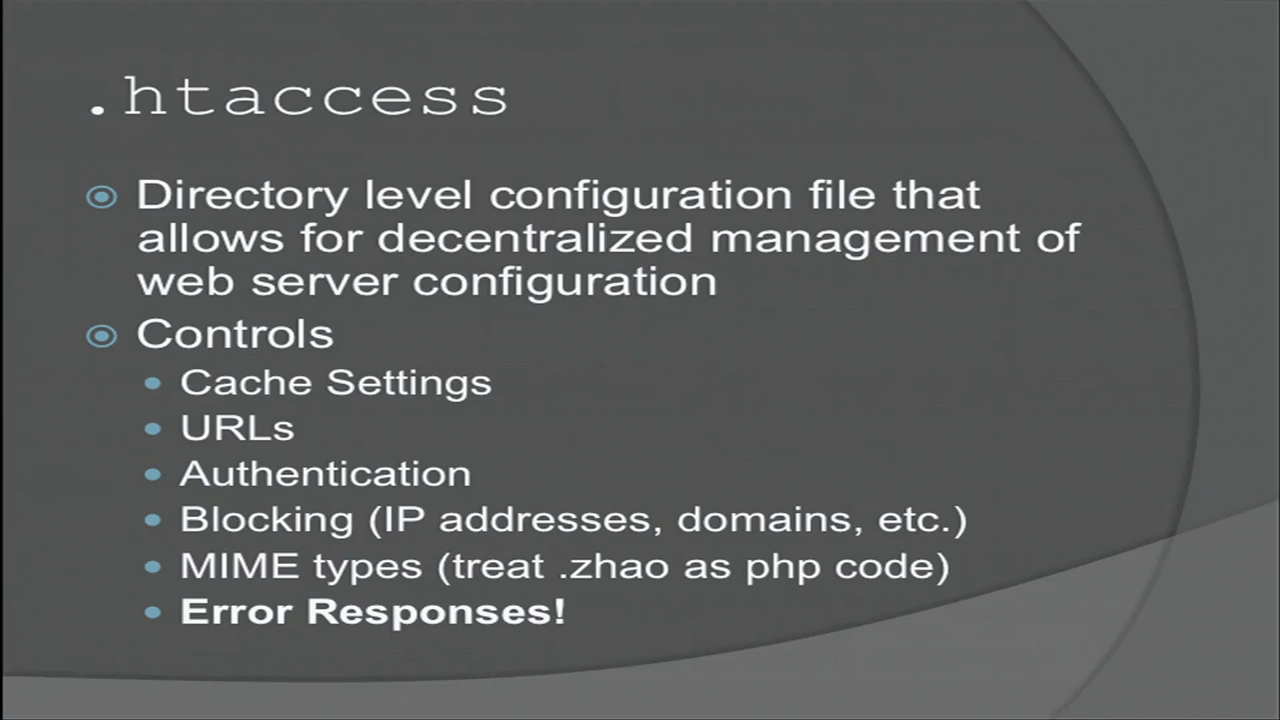 .htaccess
Directory level configuration file that
allows for decentralized management of
web server configuration
Controls
Cache Settings
URLs
Authentication
Blocking (IP addresses, domains, etc.)
MIME types (treat .zhao as php code)
Error Responses!